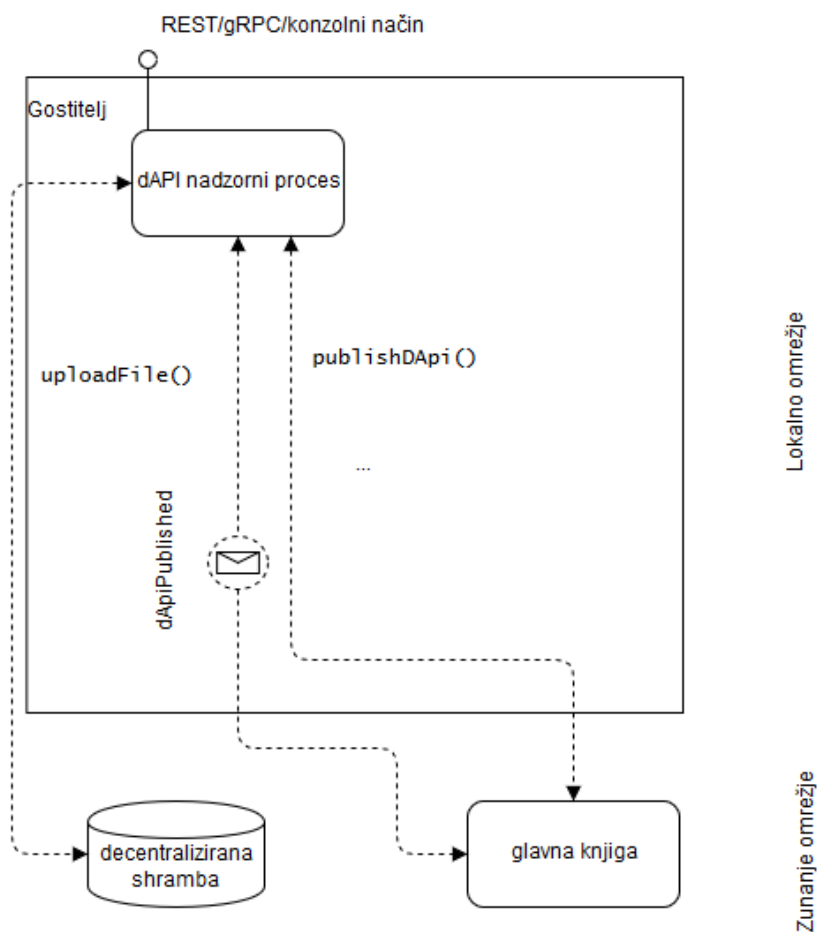 REST/gRPC/konzolni način
Gostitelj
dAPI nadzorni proces
uploadFile()
publishDApi()
...
dApiPublished
Lokalno omrežje
decentralizirana
shramba
glavna knjiga
Zunanje omrežje